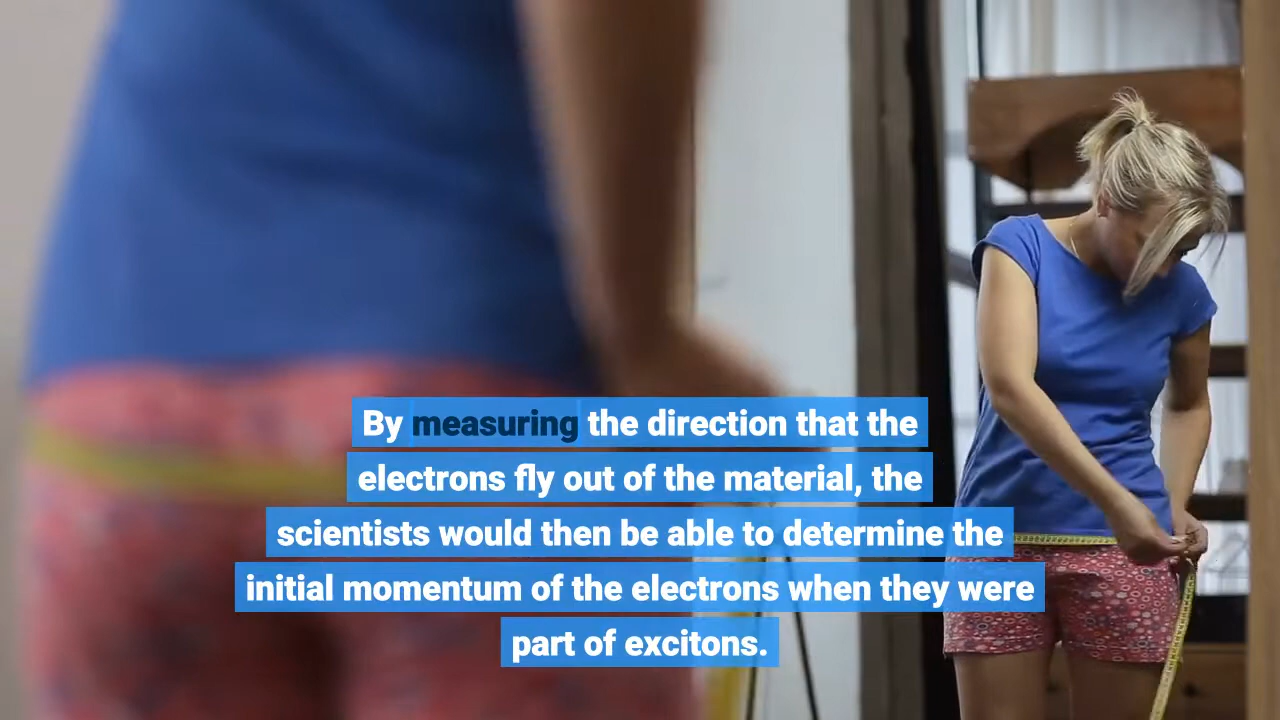 By measuring the direction that the
electrons fly out of the material, the
scientists would then be able to determine the
initial momentum of the electrons when they were
part of excitons.